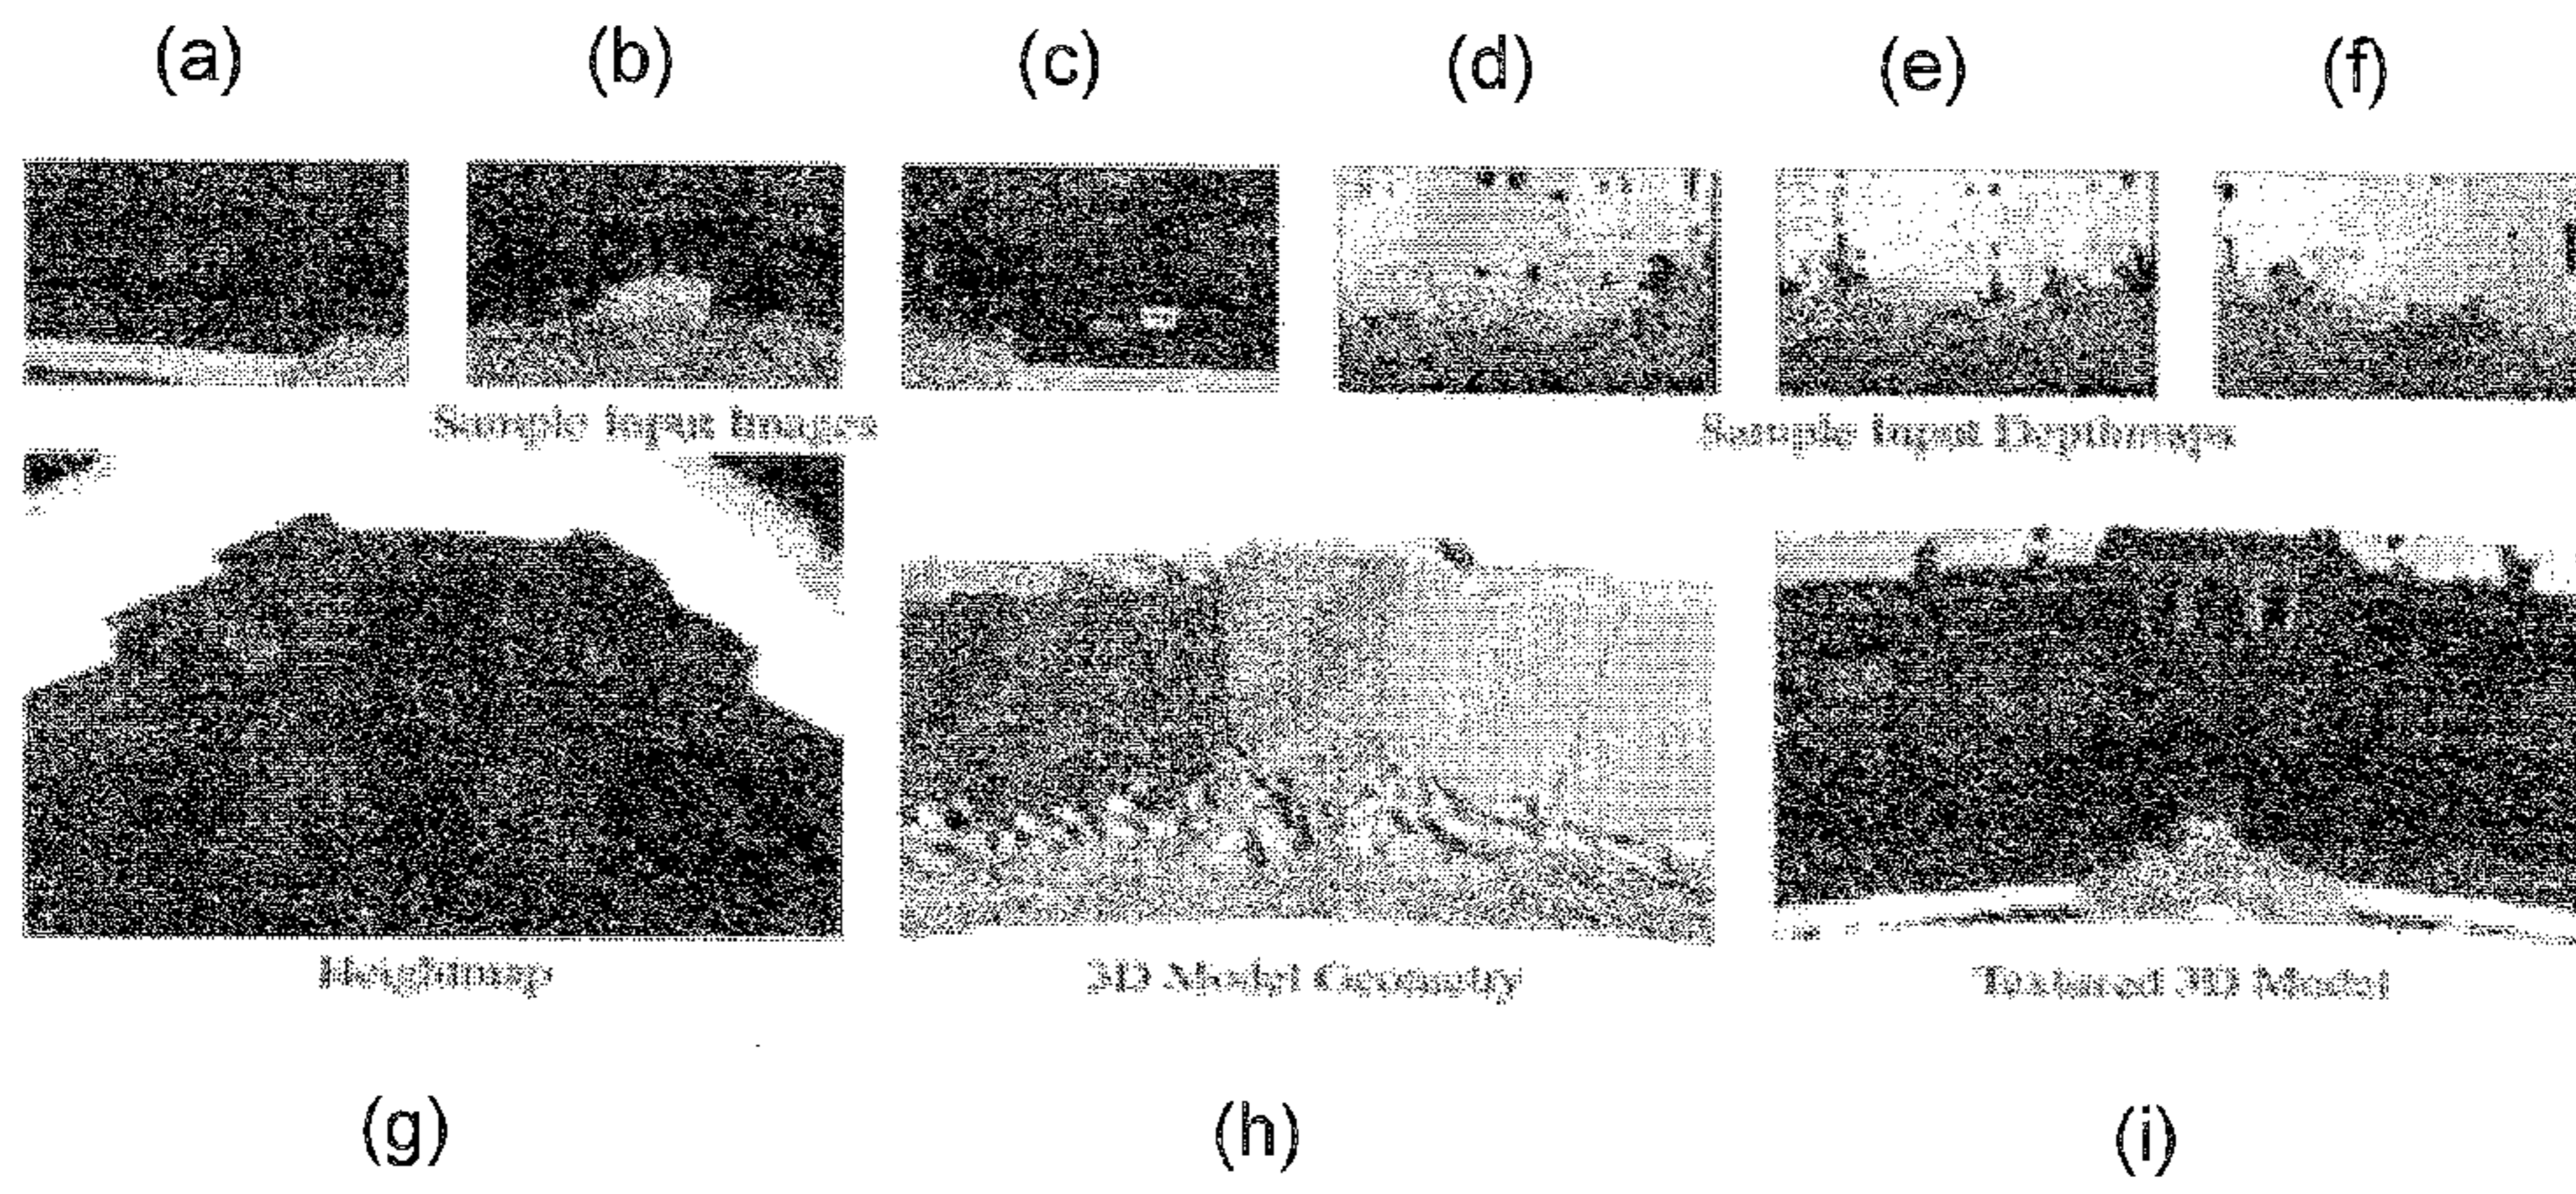 (a) (b) (c) (d) (e) (f)
Sample Input Images Sample Input Depthmaps
Heightmap 3D Model Geometry Textured 3D Model
(g) (h) (i)